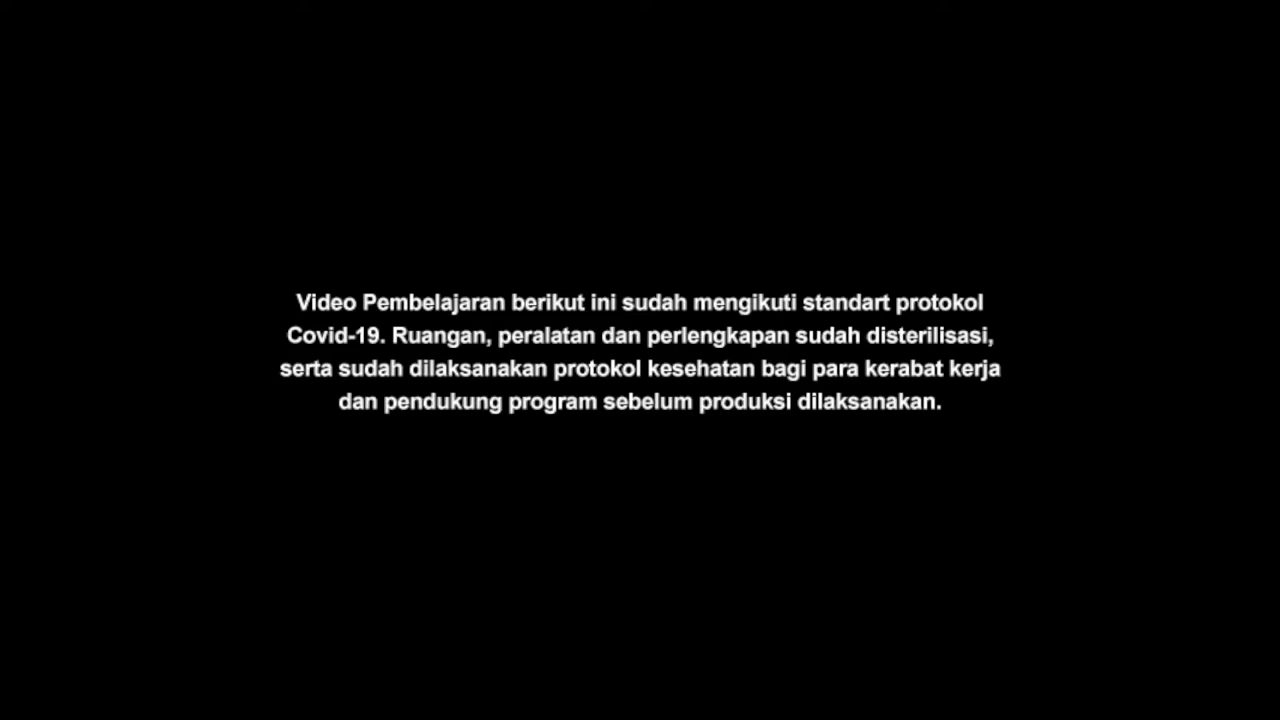 Video Pembelajaran berikut ini sudah mengikuti standart protokol
Covid-19. Ruangan, peralatan dan perlengkapan sudah disterilisasi,
serta sudah dilaksanakan protokol kesehatan bagi para kerabat kerja
dan pendukung program sebelum produksi dilaksanakan.